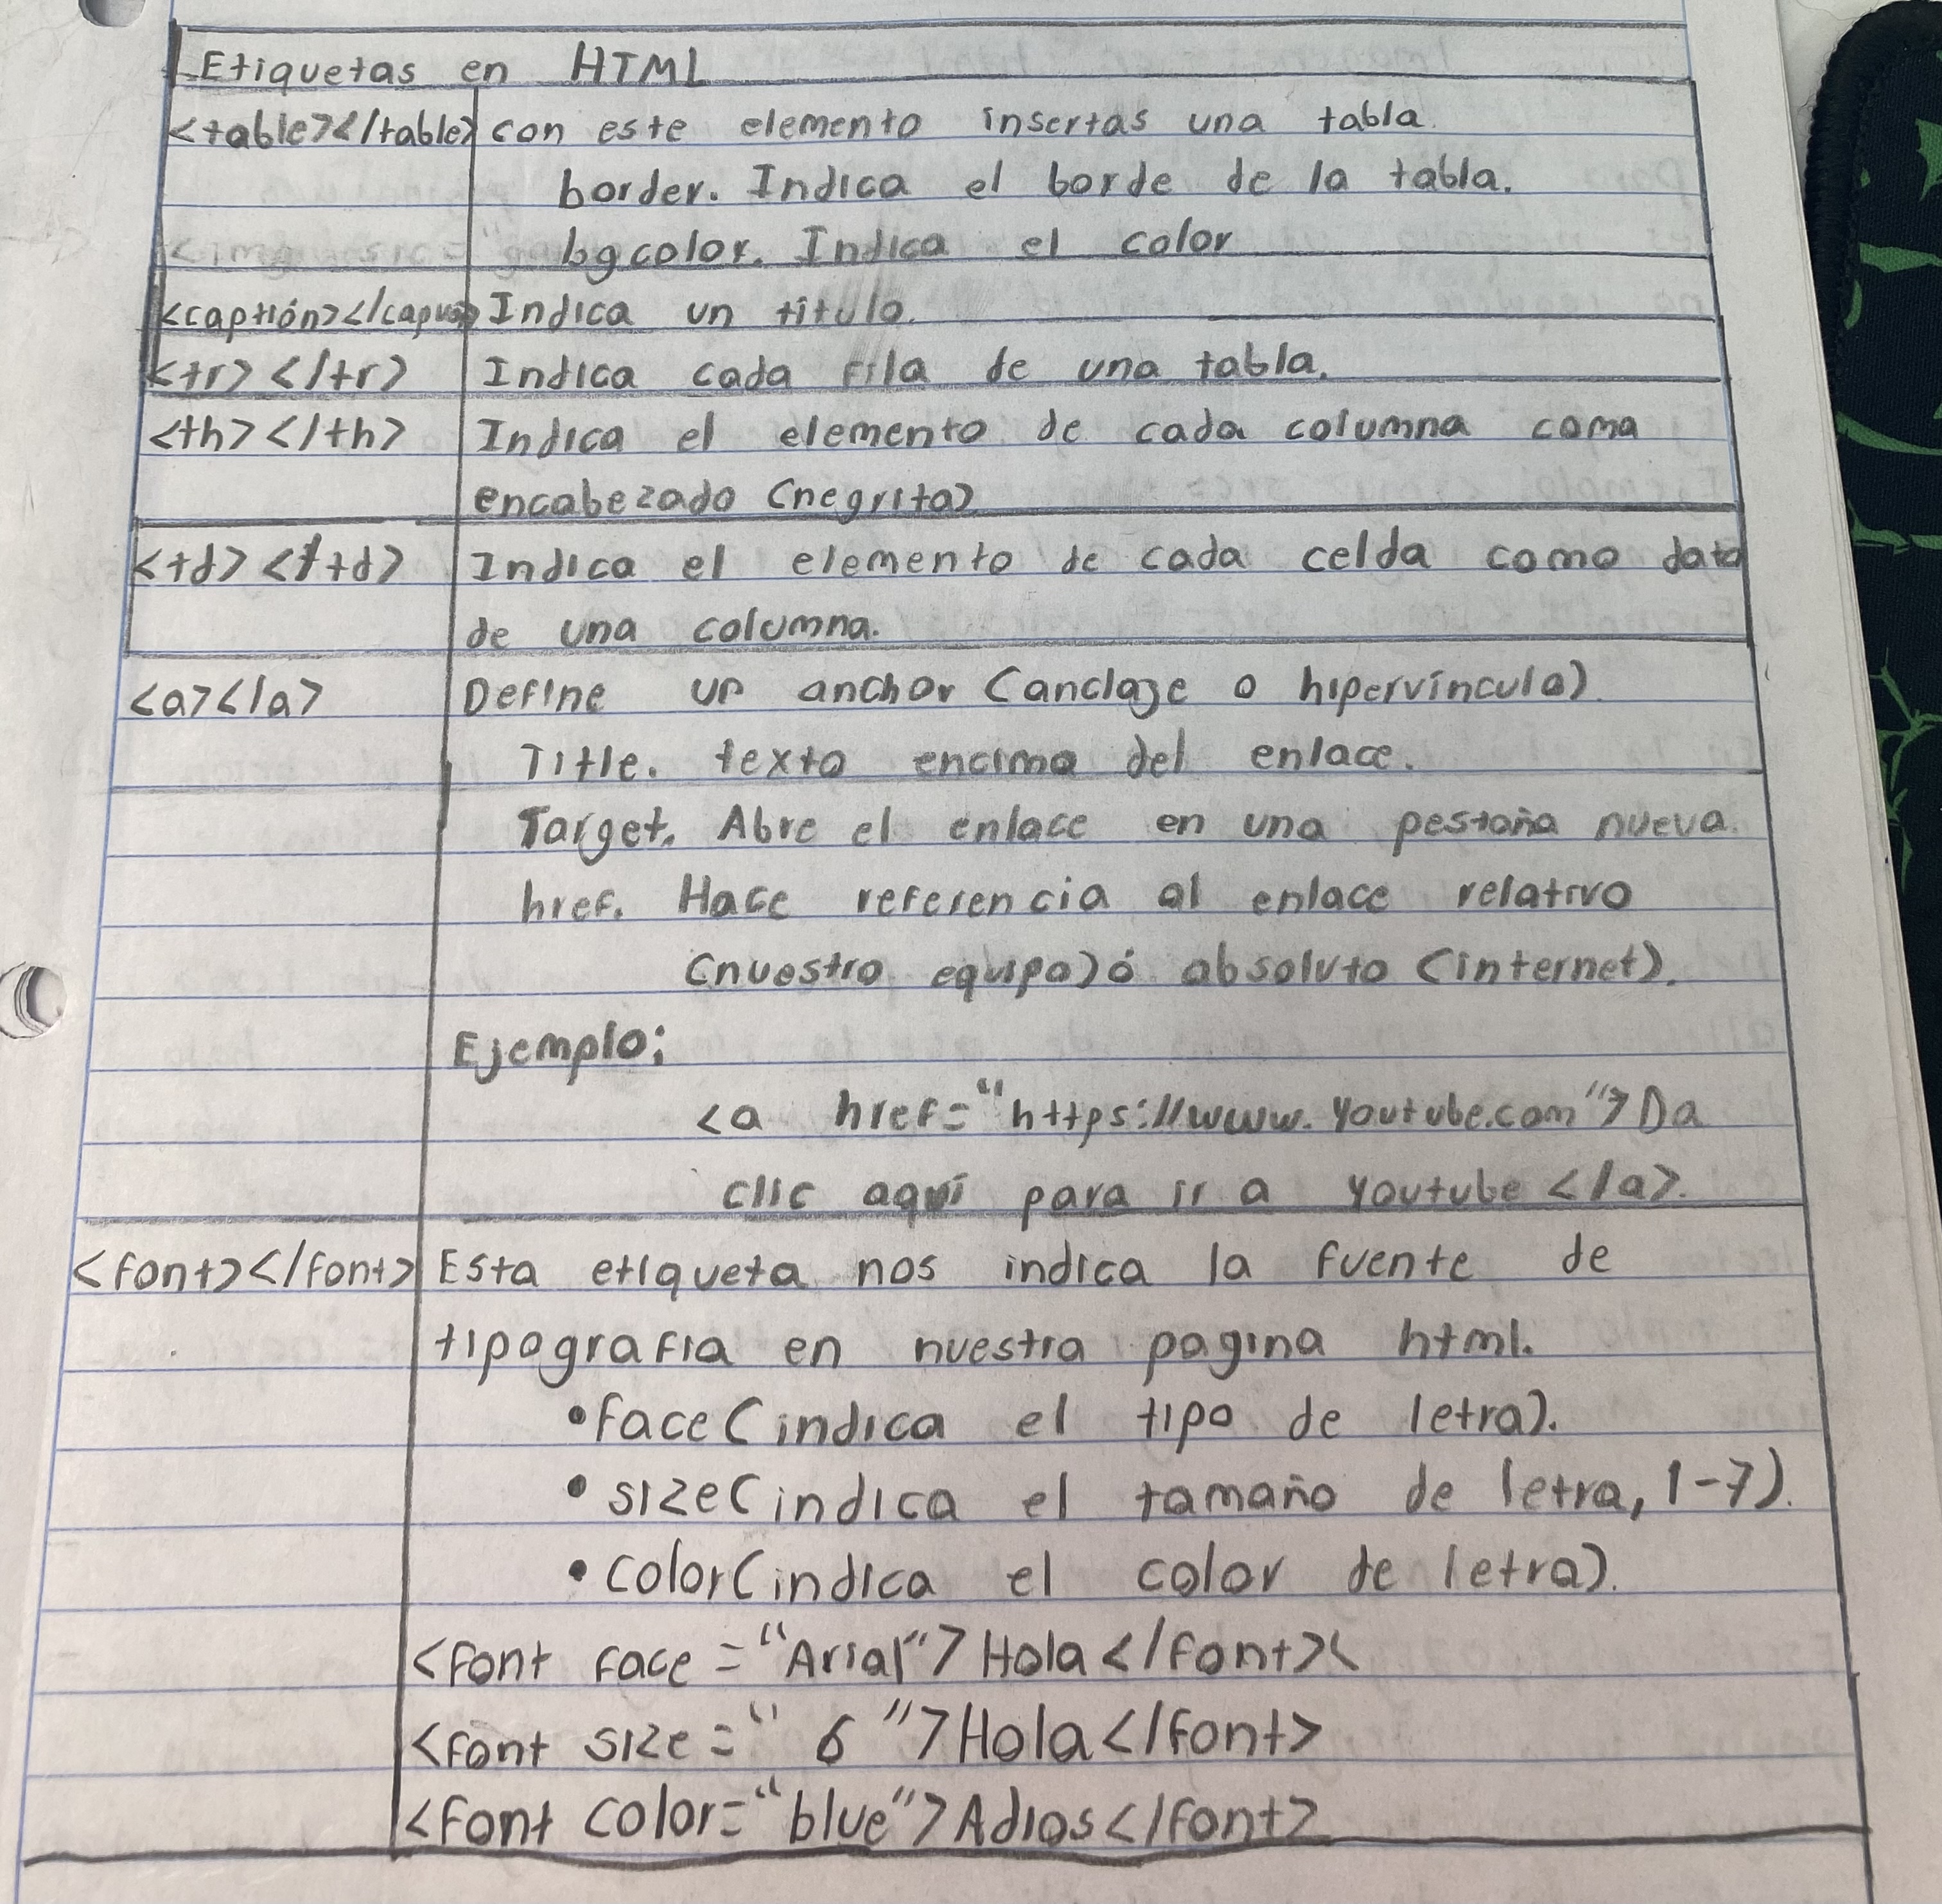 Etiquetas en HTML
<table></table> con este elemento insertas una tabla.
border. Indica el borde de la tabla.
bgcolor. Indica el color
<captión></ Indica un titulo.
<tr></tr> Indica cada fila de una tabla.
<th></th> Indica el elemento de cada columna como
encabezado (negrita)
<td></td> Indica el elemento de cada celda como dato
de una columna.
<a></a> Define un anchor (anclaje o hipervínculo)
Title. texto encima del enlace.
Target. Abre el enlace en una pestaña nueva.
href. Hace referencia al enlace relativo
(nuestro equipo) ó absoluto (internet).
Ejemplo:
<a href="https://www.youtube.com">Da
clic aquí para ir a youtube </a>.
<font></font> Esta etiqueta nos indica la fuente de
tipografia en nuestra pagina html.
• face (indica el tipo de letra).
• size (indica el tamaño de letra, 1-7).
• color (indica el color de letra).
<font face="Arial">Hola</font><
<font size=" 6 ">Hola</font>
<font color="blue">Adios</font>